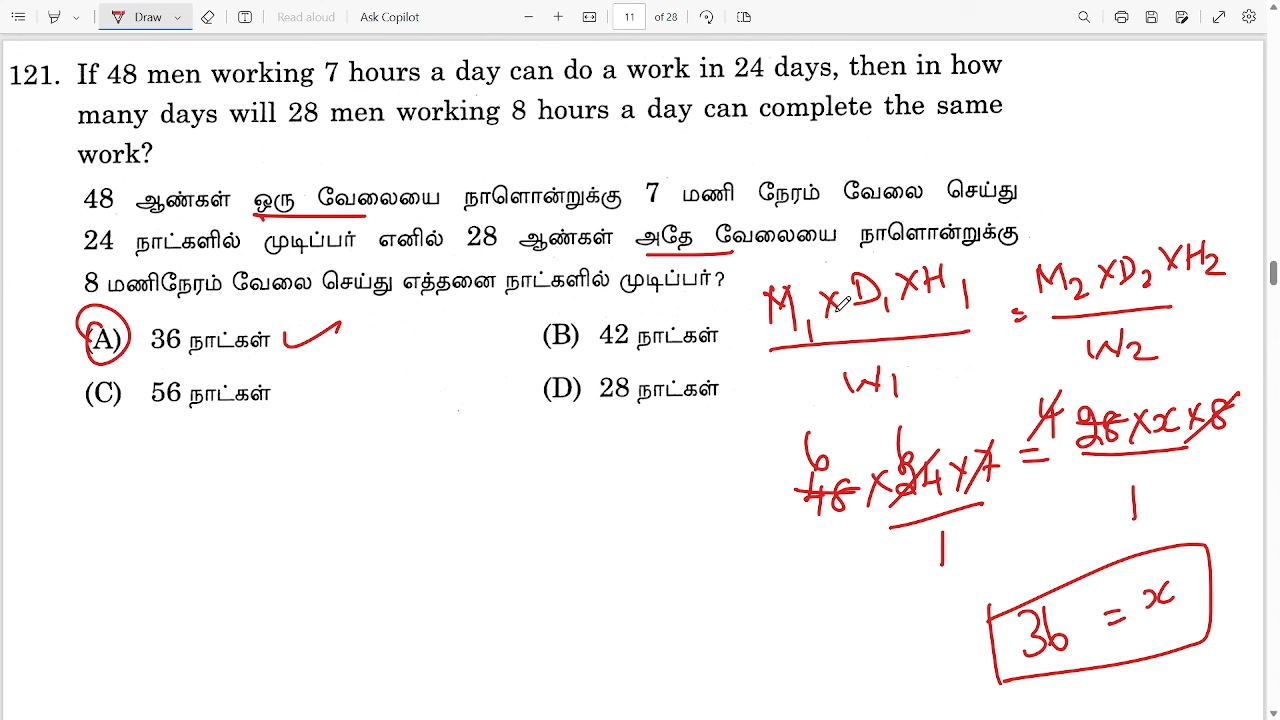 Draw
Read aloud
Ask Copilot
11
of 28
121. If 48 men working 7 hours a day can do a work in 24 days, then in how
many days will 28 men working 8 hours a day can complete the same
work?
48 ஆண்கள் ஒரு வேலையை நாளொன்றுக்கு 7 மணி நேரம் வேலை செய்து
24 நாட்களில் முடிப்பர் எனில் 28 ஆண்கள் அதே வேலையை நாளொன்றுக்கு
8 மணிநேரம் வேலை செய்து எத்தனை நாட்களில் முடிப்பர்?
(A) 36 நாட்கள்
(B) 42 நாட்கள்
(C) 56 நாட்கள்
(D) 28 நாட்கள்
M1 x D1 x H1 = M2 x D2 x H2
W1 W2
6 6 4
48 x 24 x 7 = 28 x x x 8
1 1
36 = x